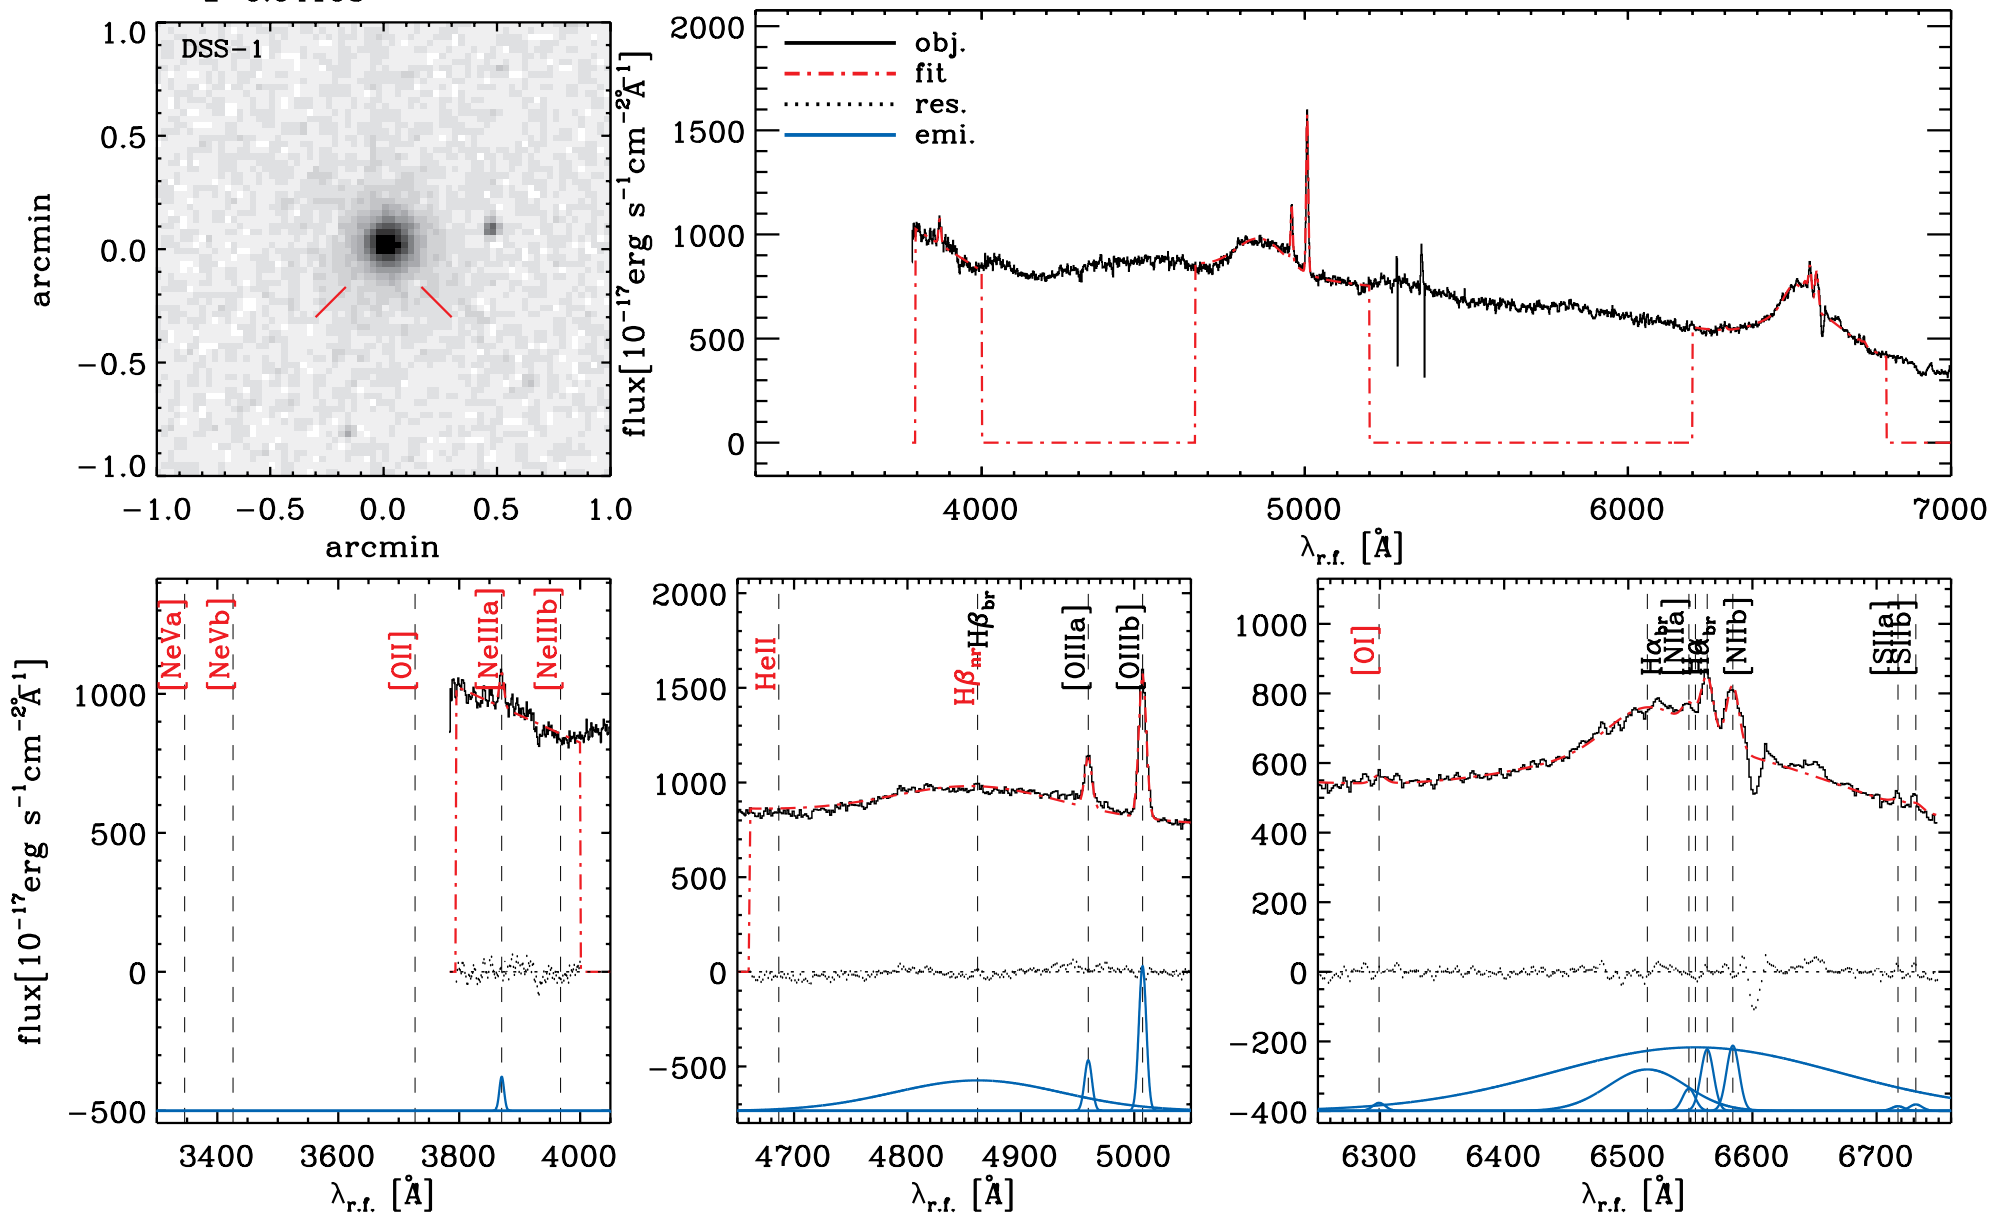 DSS-1
1.0
0.5
0.0
-0.5
-1.0
arcmin
-1.0 -0.5 0.0 0.5 1.0
arcmin
flux[10⁻¹⁷erg s⁻¹cm⁻²Å⁻¹]
2000
1500
1000
500
0
obj.
fit
res.
emi.
4000 5000 6000 7000
λr.f. [Å]
flux[10⁻¹⁷erg s⁻¹cm⁻²Å⁻¹]
1000
500
0
-500
[NeVa]
[NeVb]
[OII]
[NeIIIa]
[NeIIIb]
3400 3600 3800 4000
λr.f. [Å]
2000
1500
1000
500
0
-500
HeII
Hβnr
Hβbr
[OIIIa]
[OIIIb]
4700 4800 4900 5000
λr.f. [Å]
1000
800
600
400
200
0
-200
-400
[OI]
Hαbr
[NIIa]
Hαbr
[NIIb]
[SIIa]
[SIIb]
6300 6400 6500 6600 6700
λr.f. [Å]